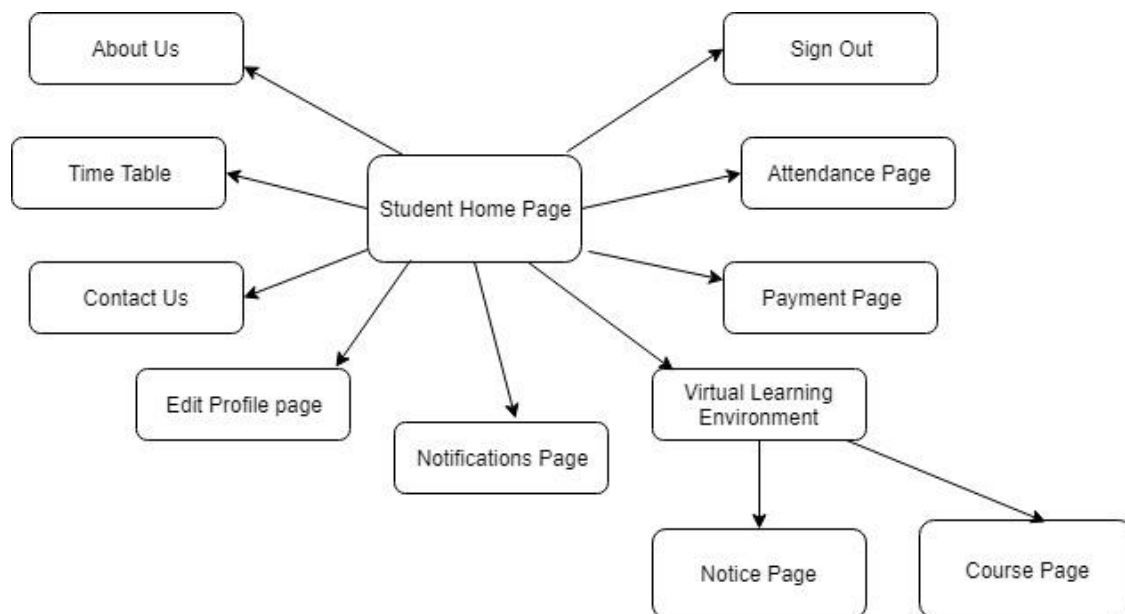 About Us
Sign Out
Time Table
Student Home Page
Attendance Page
Contact Us
Payment Page
Edit Profile page
Notifications Page
Virtual Learning
Environment
Notice Page
Course Page